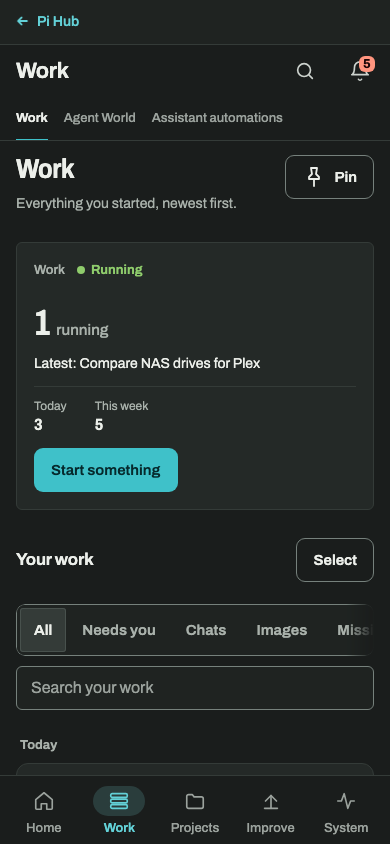 Pi Hub
Work
5
Work Agent World Assistant automations
Work
Pin
Everything you started, newest first.
Work Running
1 running
Latest: Compare NAS drives for Plex
Today This week
3 5
Start something
Your work Select
All Needs you Chats Images Missi
Search your work
Today
Home Work Projects Improve System